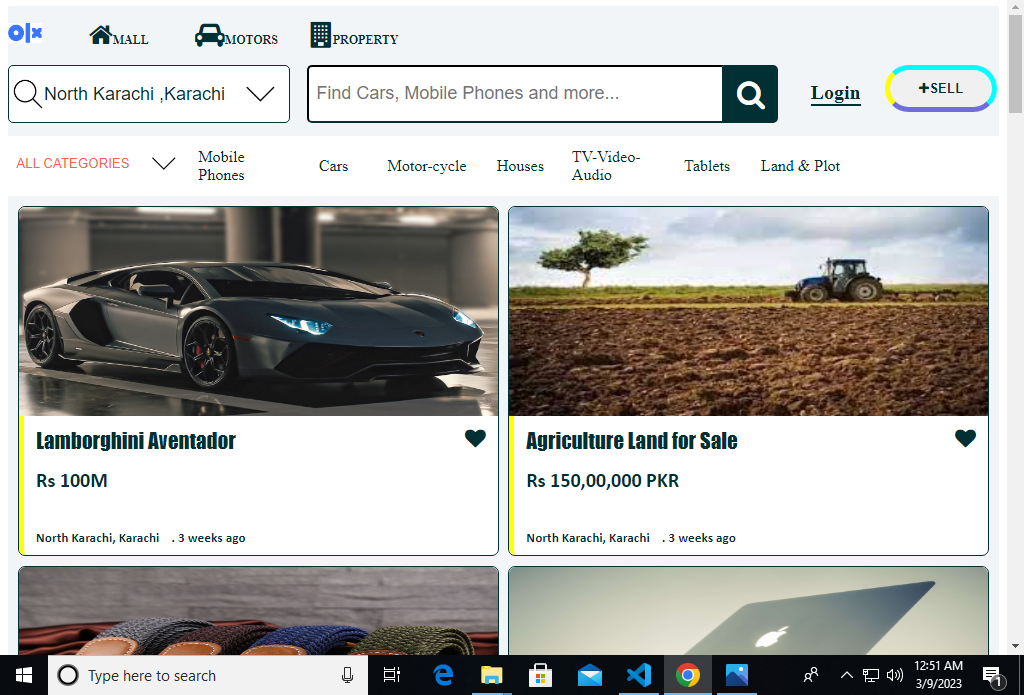 olx
MALL
MOTORS
PROPERTY
North Karachi ,Karachi
Find Cars, Mobile Phones and more...
Login
+SELL
ALL CATEGORIES
Mobile
Phones
Cars
Motor-cycle
Houses
TV-Video-
Audio
Tablets
Land & Plot
Lamborghini Aventador
Rs 100M
North Karachi, Karachi . 3 weeks ago
Agriculture Land for Sale
Rs 150,00,000 PKR
North Karachi, Karachi . 3 weeks ago
Type here to search
12:51 AM
3/9/2023
1